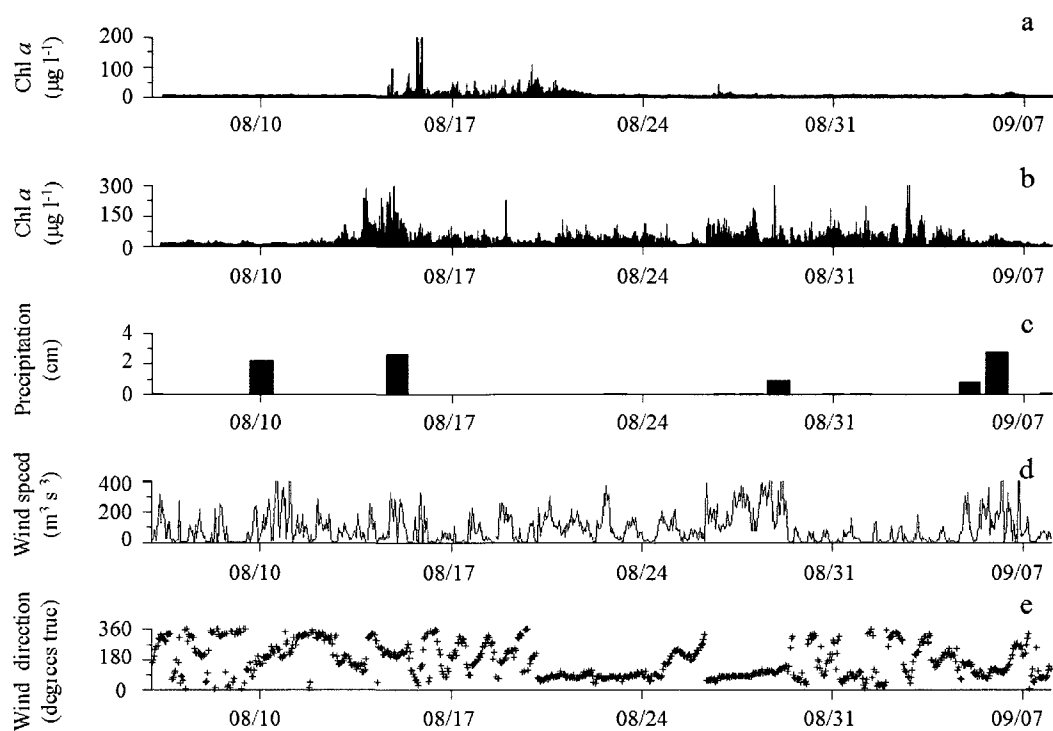 a
Chl a
(µg l-1)
200
100
0
08/10 08/17 08/24 08/31 09/07
b
Chl a
(µg l-1)
300
150
0
08/10 08/17 08/24 08/31 09/07
c
Precipitation
(cm)
4
2
0
08/10 08/17 08/24 08/31 09/07
d
Wind speed
(m3 s 3)
400
200
0
08/10 08/17 08/24 08/31 09/07
e
Wind direction
(degrees true)
360
180
0
08/10 08/17 08/24 08/31 09/07